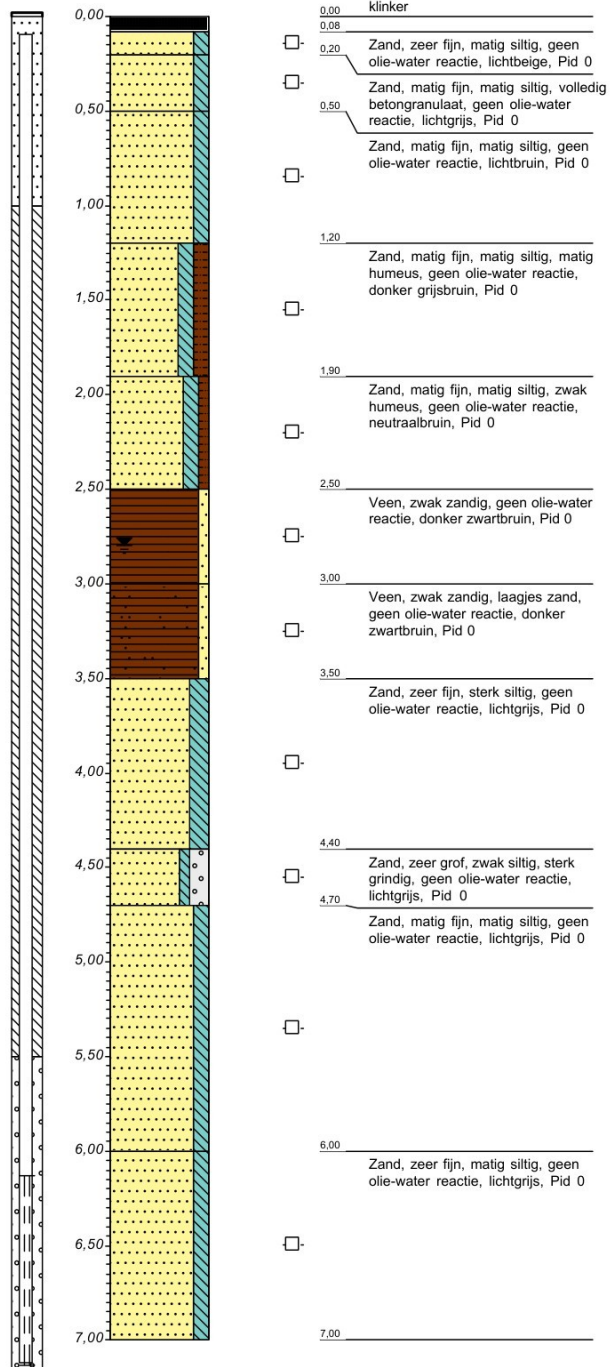 0,00
0,50
1,00
1,50
2,00
2,50
3,00
3,50
4,00
4,50
5,00
5,50
6,00
6,50
7,00
0,00
klinker
0,08
Zand, zeer fijn, matig siltig, geen
olie-water reactie, lichtbeige, Pid 0
0,20
Zand, matig fijn, matig siltig, volledig
betongranulaat, geen olie-water
reactie, lichtgrijs, Pid 0
0,50
Zand, matig fijn, matig siltig, geen
olie-water reactie, lichtbruin, Pid 0
1,20
Zand, matig fijn, matig siltig, matig
humeus, geen olie-water reactie,
donker grijsbruin, Pid 0
1,90
Zand, matig fijn, matig siltig, zwak
humeus, geen olie-water reactie,
neutraalbruin, Pid 0
2,50
Veen, zwak zandig, geen olie-water
reactie, donker zwartbruin, Pid 0
3,00
Veen, zwak zandig, laagjes zand,
geen olie-water reactie, donker
zwartbruin, Pid 0
3,50
Zand, zeer fijn, sterk siltig, geen
olie-water reactie, lichtgrijs, Pid 0
4,40
Zand, zeer grof, zwak siltig, sterk
grindig, geen olie-water reactie,
lichtgrijs, Pid 0
4,70
Zand, matig fijn, matig siltig, geen
olie-water reactie, lichtgrijs, Pid 0
6,00
Zand, zeer fijn, matig siltig, geen
olie-water reactie, lichtgrijs, Pid 0
7,00